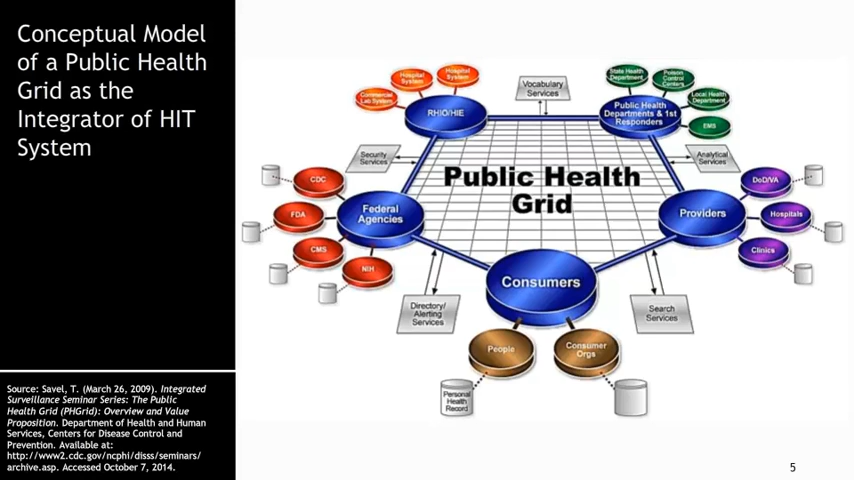 Conceptual Model
of a Public Health
Grid as the
Integrator of HIT
System
Source: Savel, T. (March 26, 2009). Integrated
Surveillance Seminar Series: The Public
Health Grid (PHGrid): Overview and Value
Proposition. Department of Health and Human
Services, Centers for Disease Control and
Prevention. Available at:
http://www2.cdc.gov/ncphi/disss/seminars/
archive.asp. Accessed October 7, 2014.
Hospital
System
Hospital
System
Commercial
Lab System
RHIO/HIE
Vocabulary
Services
State Health
Department
Poison
Control
Centers
Local Health
Department
EMS
Public Health
Departments & 1st
Responders
Security
Services
Analytical
Services
Public Health
Grid
CDC
FDA
CMS
NIH
Federal
Agencies
Providers
DoD/VA
Hospitals
Clinics
Consumers
Directory/
Alerting
Services
Search
Services
People
Consumer
Orgs
Personal
Health
Record
5